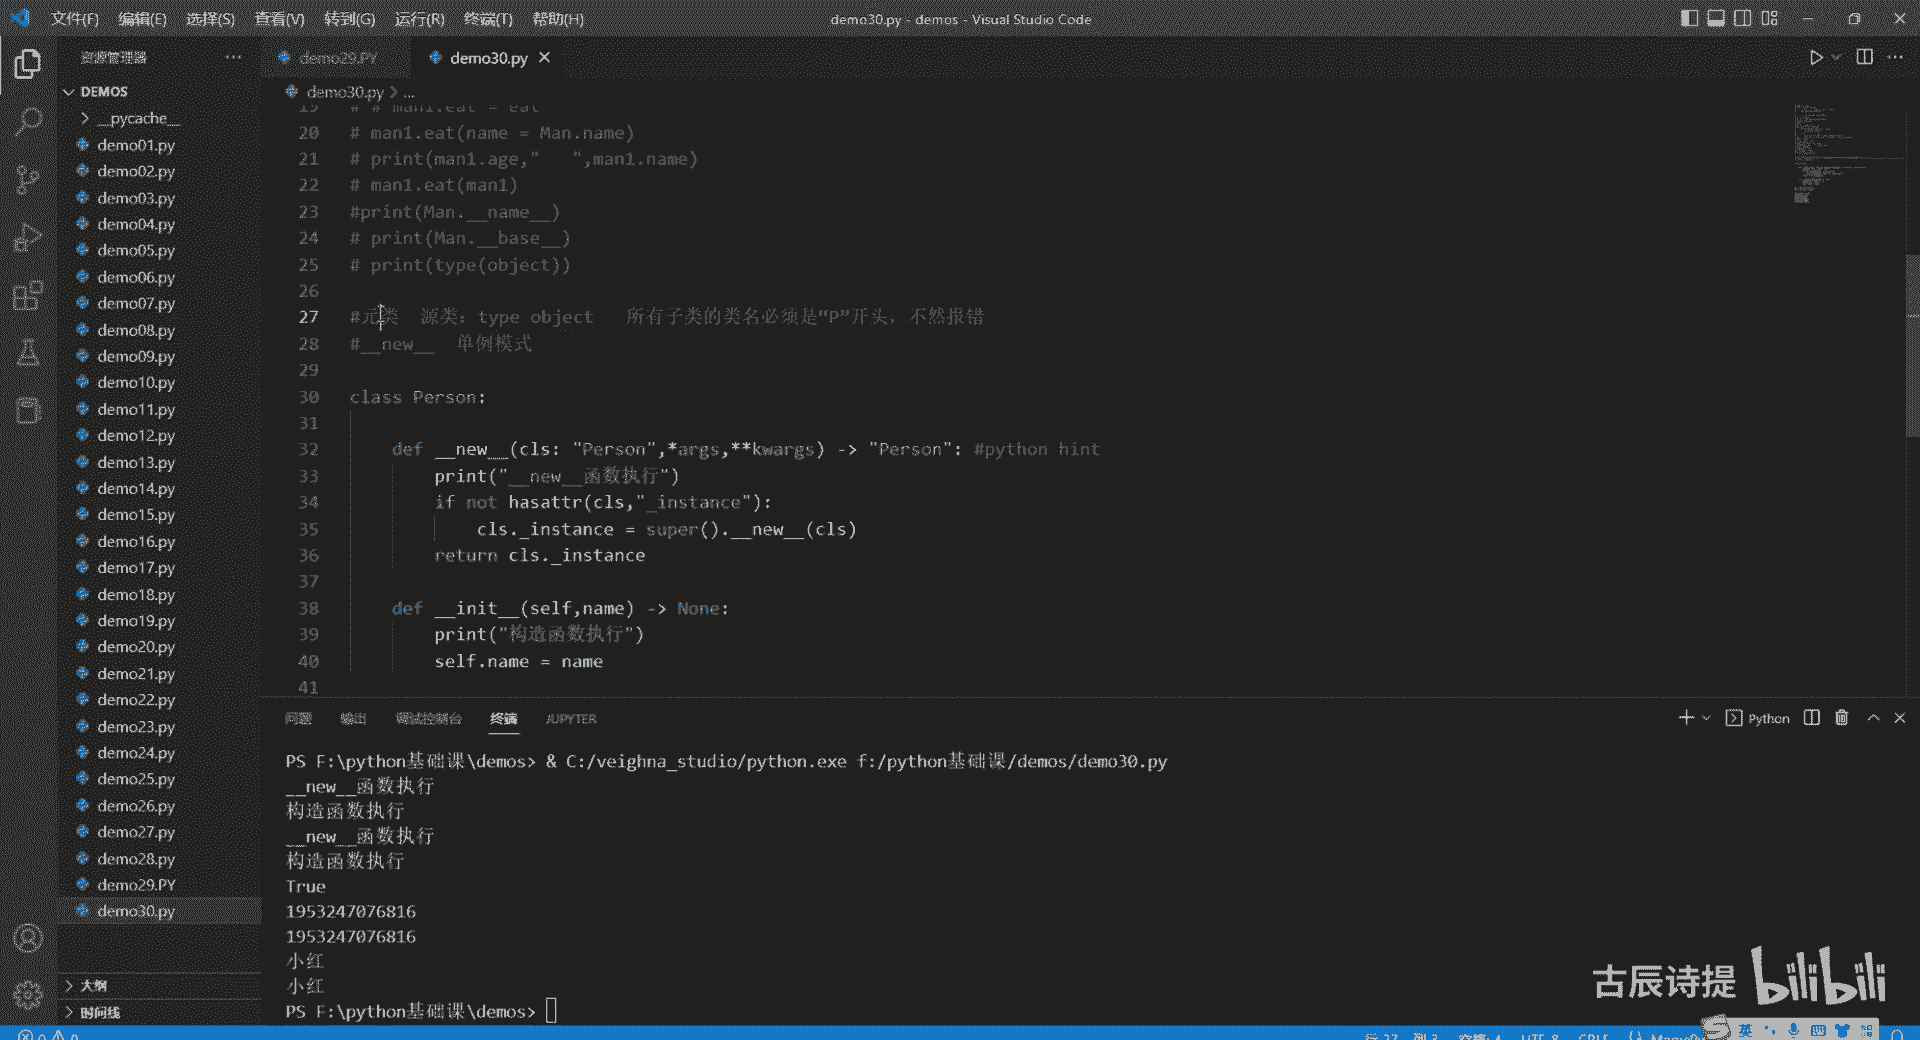 文件(F) 编辑(E) 选择(S) 查看(V) 转到(G) 运行(R) 终端(T) 帮助(H)
demo30.py - demos - Visual Studio Code
资源管理器 ···
demo29.PY
demo30.py
demo30.py > ...
DEMOS
__pycache__
demo01.py
demo02.py
demo03.py
demo04.py
demo05.py
demo06.py
demo07.py
demo08.py
demo09.py
demo10.py
demo11.py
demo12.py
demo13.py
demo14.py
demo15.py
demo16.py
demo17.py
demo18.py
demo19.py
demo20.py
demo21.py
demo22.py
demo23.py
demo24.py
demo25.py
demo26.py
demo27.py
demo28.py
demo29.PY
demo30.py
大纲
时间线
19 # # man1.eat = eat
20 # man1.eat(name = Man.name)
21 # print(man1.age,"   ",man1.name)
22 # man1.eat(man1)
23 #print(Man.__name__)
24 # print(Man.__base__)
25 # print(type(object))
26
27 #元类  源类：type object   所有子类的类名必须是“P”开头，不然报错
28 #__new__  单例模式
29
30 class Person:
31
32     def __new__(cls: "Person",*args,**kwargs) -> "Person": #python hint
33         print("__new__函数执行")
34         if not hasattr(cls,"_instance"):
35             cls._instance = super().__new__(cls)
36         return cls._instance
37
38     def __init__(self,name) -> None:
39         print("构造函数执行")
40         self.name = name
41
问题 输出 调试控制台 终端 JUPYTER
Python
PS F:\python基础课\demos> & C:/veighna_studio/python.exe f:/python基础课/demos/demo30.py
__new__函数执行
构造函数执行
__new__函数执行
构造函数执行
True
1953247076816
1953247076816
小红
小红
PS F:\python基础课\demos>
古辰诗提 bilibili
英